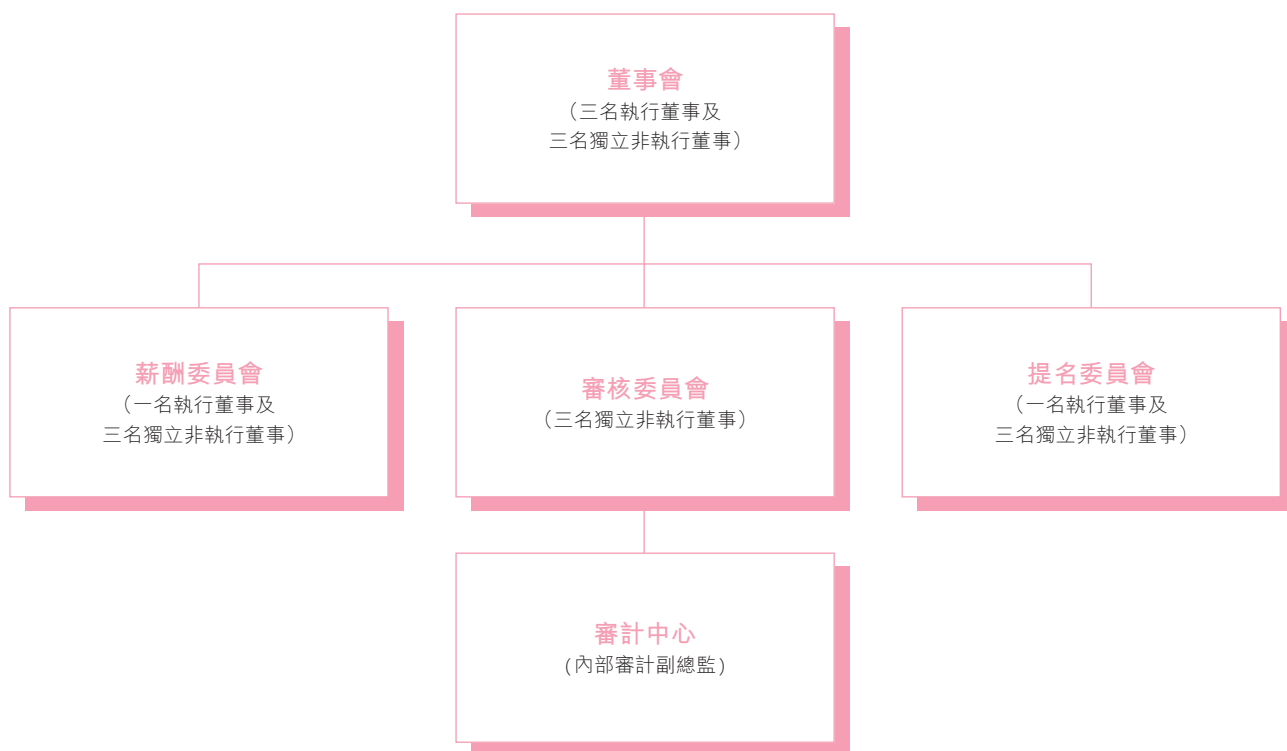 董事會
（三名執行董事及
三名獨立非執行董事）
薪酬委員會
（一名執行董事及
三名獨立非執行董事）
審核委員會
（三名獨立非執行董事）
提名委員會
（一名執行董事及
三名獨立非執行董事）
審計中心
(內部審計副總監)